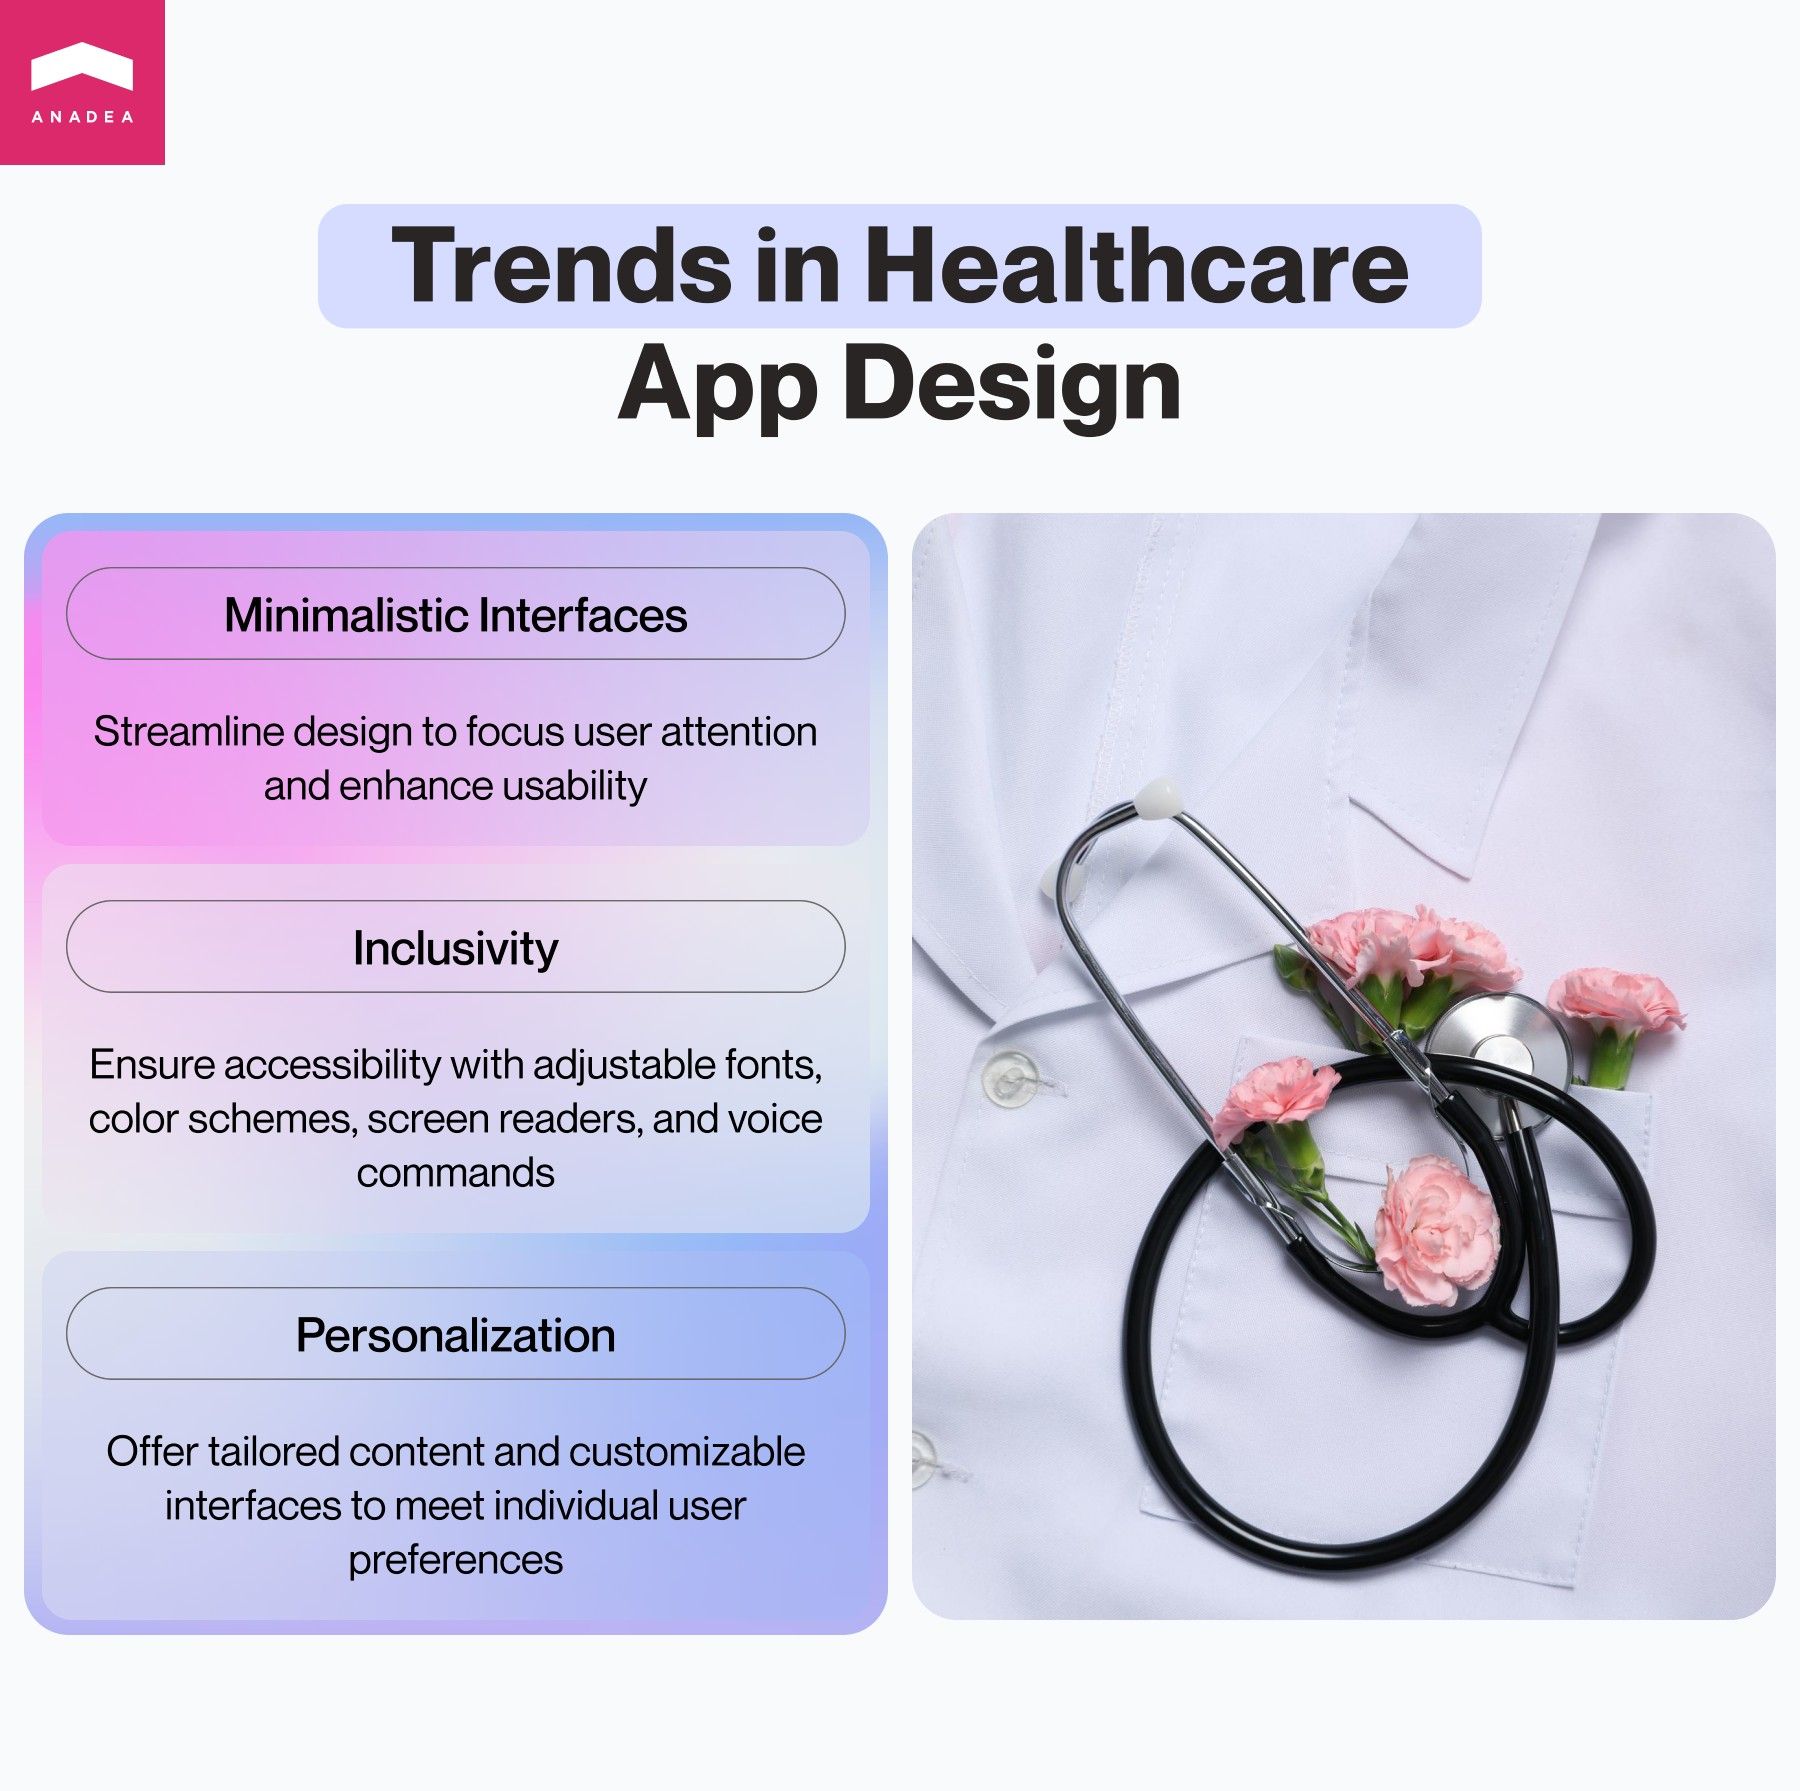 ANADEA
Trends in Healthcare
App Design
Minimalistic Interfaces
Streamline design to focus user attention
and enhance usability
Inclusivity
Ensure accessibility with adjustable fonts,
color schemes, screen readers, and voice
commands
Personalization
Offer tailored content and customizable
interfaces to meet individual user
preferences